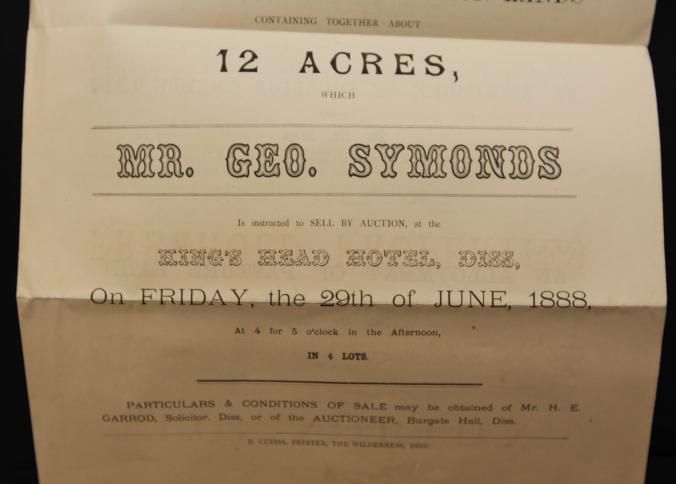 LANDS
CONTAINING TOGETHER ABOUT
12 ACRES,
WHICH
MR. GEO. SYMONDS
Is instructed to SELL BY AUCTION, at the
KING'S HEAD HOTEL, DISS,
On FRIDAY, the 29th of JUNE, 1888,
At 4 for 5 o'clock in the Afternoon,
IN 4 LOTS.
PARTICULARS & CONDITIONS OF SALE may be obtained of Mr. H. E.
GARROD, Solicitor, Diss, or of the AUCTIONEER, Burgate Hall, Diss.
PRINTER, THE WILDERNESS, DISS.